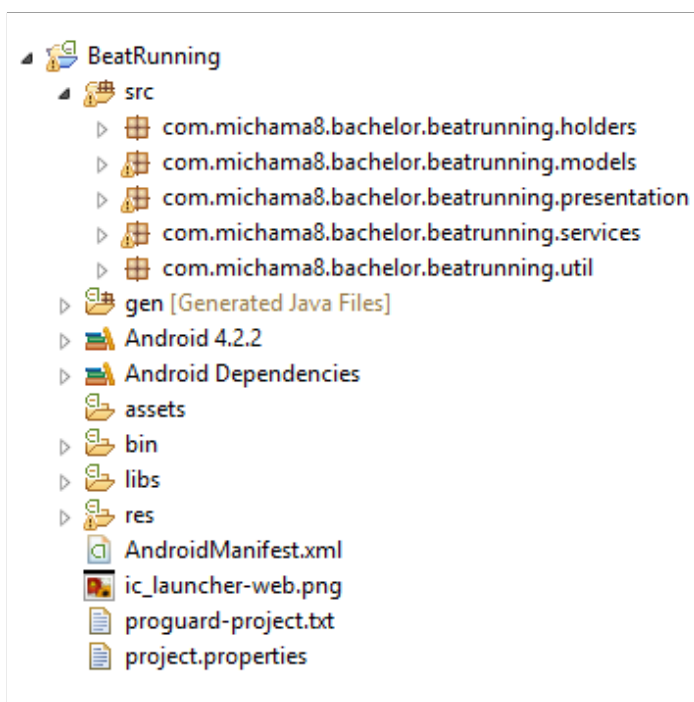 BeatRunning
src
com.michama8.bachelor.beatrunning.holders
com.michama8.bachelor.beatrunning.models
com.michama8.bachelor.beatrunning.presentation
com.michama8.bachelor.beatrunning.services
com.michama8.bachelor.beatrunning.util
gen [Generated Java Files]
Android 4.2.2
Android Dependencies
assets
bin
libs
res
AndroidManifest.xml
ic_launcher-web.png
proguard-project.txt
project.properties